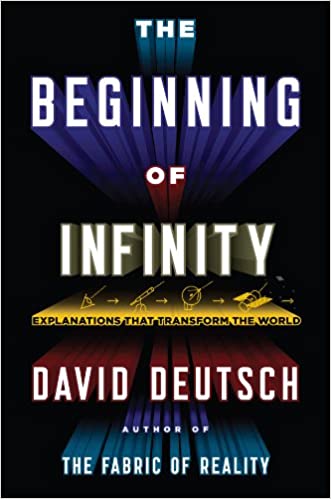 THE
BEGINNING
OF
INFINITY
EXPLANATIONS THAT TRANSFORM THE WORLD
DAVID DEUTSCH
AUTHOR OF
THE FABRIC OF REALITY